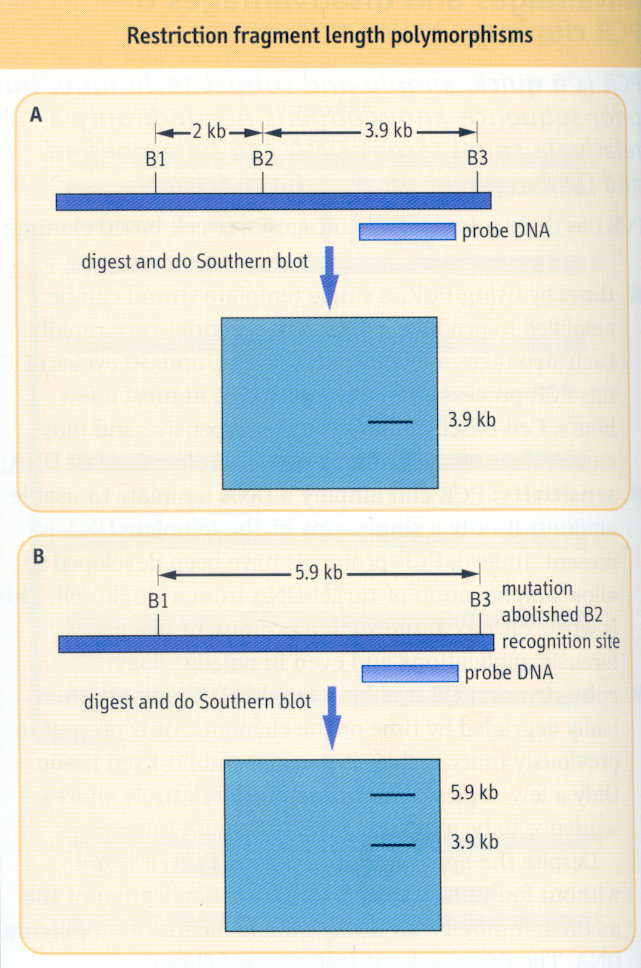 Restriction fragment length polymorphisms
A
2 kb 3.9 kb
B1 B2 B3
probe DNA
digest and do Southern blot
3.9 kb
B
5.9 kb
B1 B3 mutation
abolished B2
recognition site
probe DNA
digest and do Southern blot
5.9 kb
3.9 kb